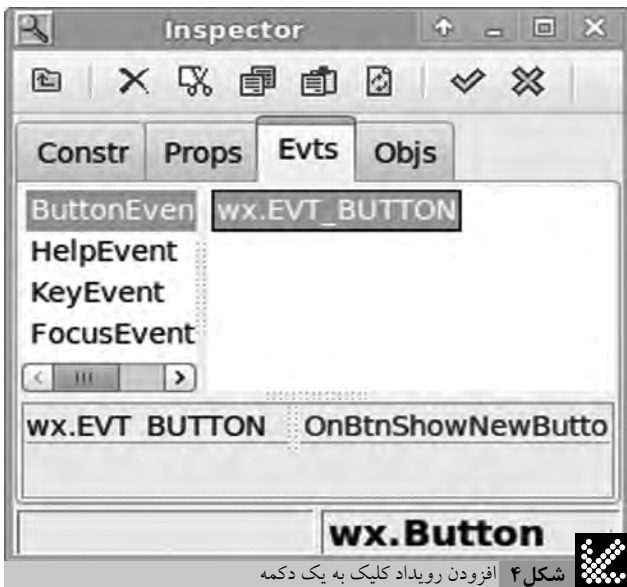 Inspector
Constr Props Evts Objs
ButtonEven wx.EVT_BUTTON
HelpEvent
KeyEvent
FocusEvent
wx.EVT_BUTTON OnBtnShowNewButto
wx.Button
شکل۴ افزودن رویداد کلیک به یک دکمه